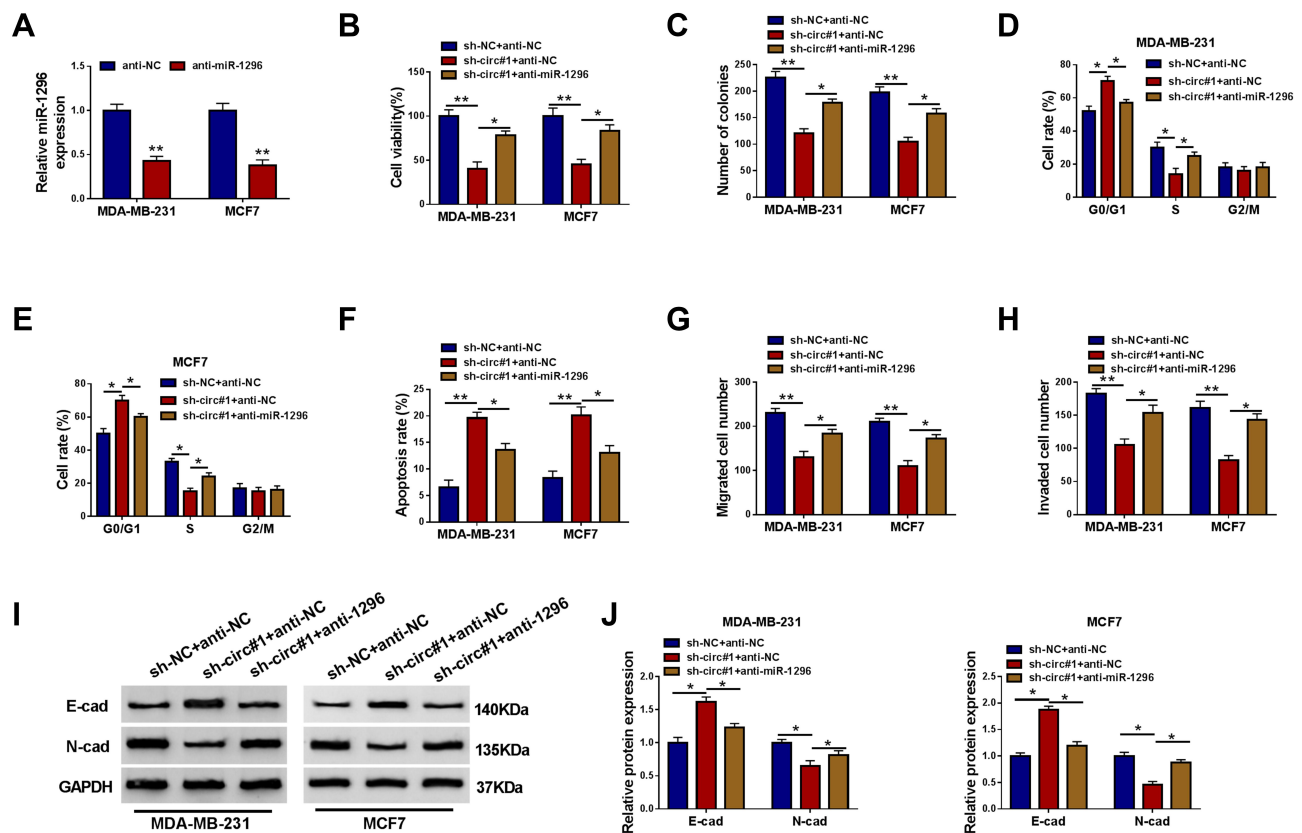 A
anti-NC anti-miR-1296
Relative miR-1296
expression
1.5
1.0
0.5
0.0
MDA-MB-231 MCF7
**
**
B
sh-NC+anti-NC
sh-circ#1+anti-NC
sh-circ#1+anti-miR-1296
Cell viability(%)
150
100
50
0
** * ** *
MDA-MB-231 MCF7
C
sh-NC+anti-NC
sh-circ#1+anti-NC
sh-circ#1+anti-miR-1296
Number of colonies
250
200
150
100
50
0
** * ** *
MDA-MB-231 MCF7
D
MDA-MB-231
sh-NC+anti-NC
sh-circ#1+anti-NC
sh-circ#1+anti-miR-1296
Cell rate (%)
80
60
40
20
0
* * * *
G0/G1 S G2/M
E
MCF7
sh-NC+anti-NC
sh-circ#1+anti-NC
sh-circ#1+anti-miR-1296
Cell rate (%)
80
60
40
20
0
* * * *
G0/G1 S G2/M
F
sh-NC+anti-NC
sh-circ#1+anti-NC
sh-circ#1+anti-miR-1296
Apoptosis rate (%)
25
20
15
10
5
0
** * ** *
MDA-MB-231 MCF7
G
sh-NC+anti-NC
sh-circ#1+anti-NC
sh-circ#1+anti-miR-1296
Migrated cell number
300
200
100
0
** * ** *
MDA-MB-231 MCF7
H
sh-NC+anti-NC
sh-circ#1+anti-NC
sh-circ#1+anti-miR-1296
Invaded cell number
200
150
100
50
0
** * ** *
MDA-MB-231 MCF7
I
sh-NC+anti-NC
sh-circ#1+anti-NC
sh-circ#1+anti-1296
sh-NC+anti-NC
sh-circ#1+anti-NC
sh-circ#1+anti-1296
E-cad 140KDa
N-cad 135KDa
GAPDH 37KDa
MDA-MB-231 MCF7
J
MDA-MB-231
sh-NC+anti-NC
sh-circ#1+anti-NC
sh-circ#1+anti-miR-1296
Relative protein expression
2.0
1.5
1.0
0.5
0.0
* * * *
E-cad N-cad
MCF7
sh-NC+anti-NC
sh-circ#1+anti-NC
sh-circ#1+anti-miR-1296
Relative protein expression
2.5
2.0
1.5
1.0
0.5
0.0
* * * *
E-cad N-cad